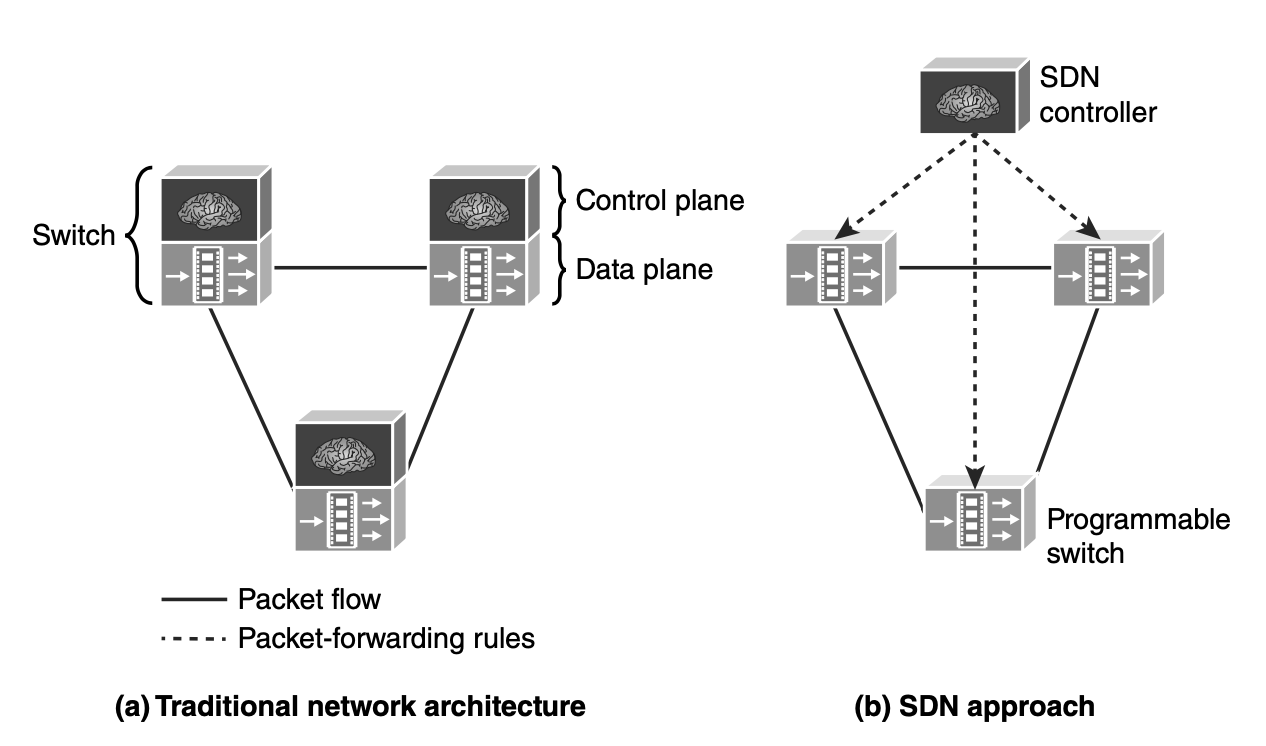 SDN
controller
Switch
Control plane
Data plane
Programmable
switch
Packet flow
Packet-forwarding rules
(a) Traditional network architecture
(b) SDN approach